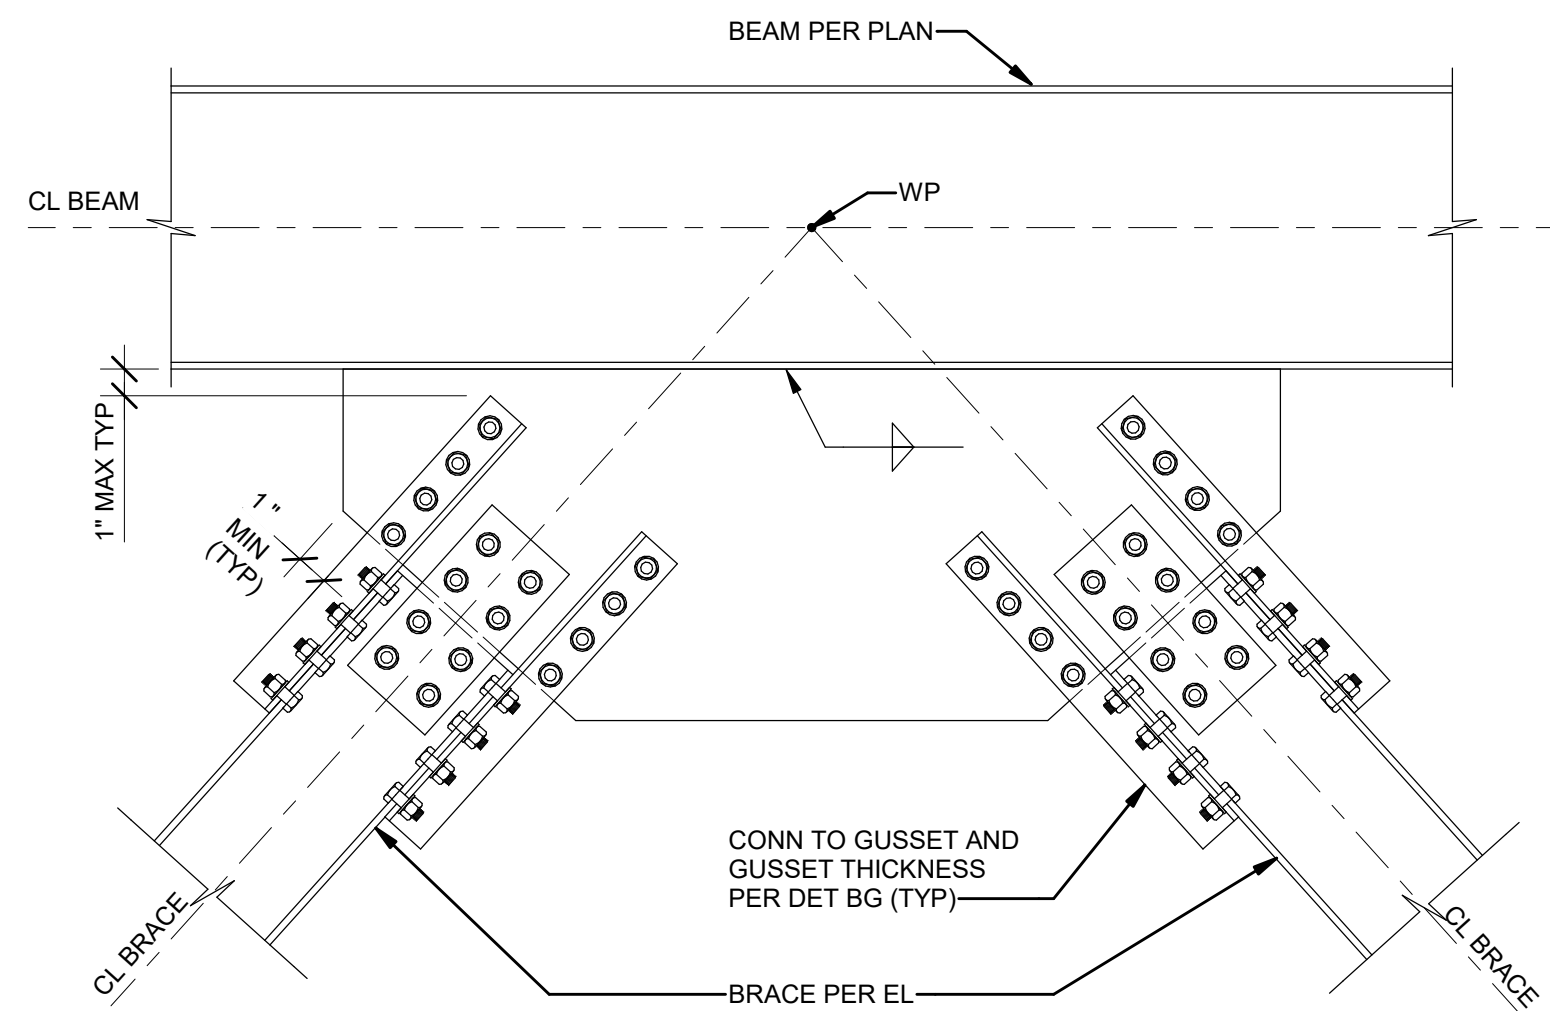 BEAM PER PLAN
CL BEAM
WP
1" MAX TYP
1 "
MIN
(TYP)
CONN TO GUSSET AND
GUSSET THICKNESS
PER DET BG (TYP)
CL BRACE
CL BRACE
BRACE PER EL